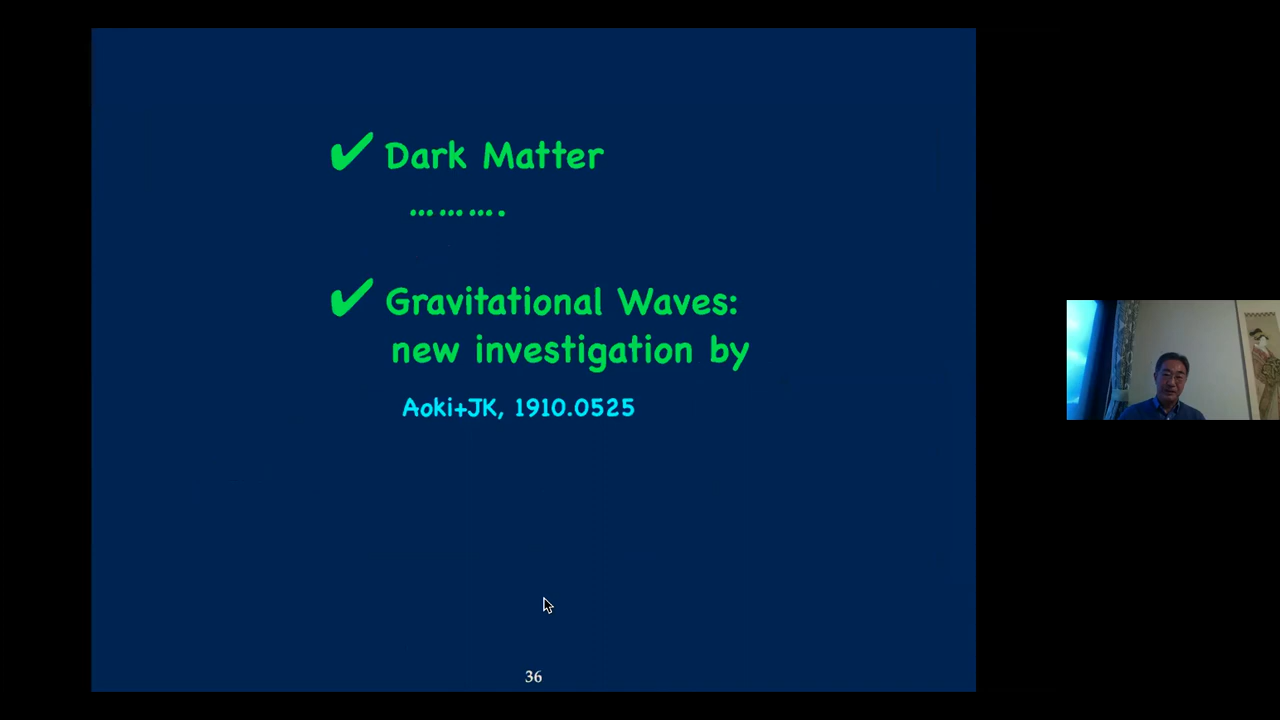 ✔ Dark Matter
……….
✔ Gravitational Waves:
new investigation by
Aoki+JK, 1910.0525
36